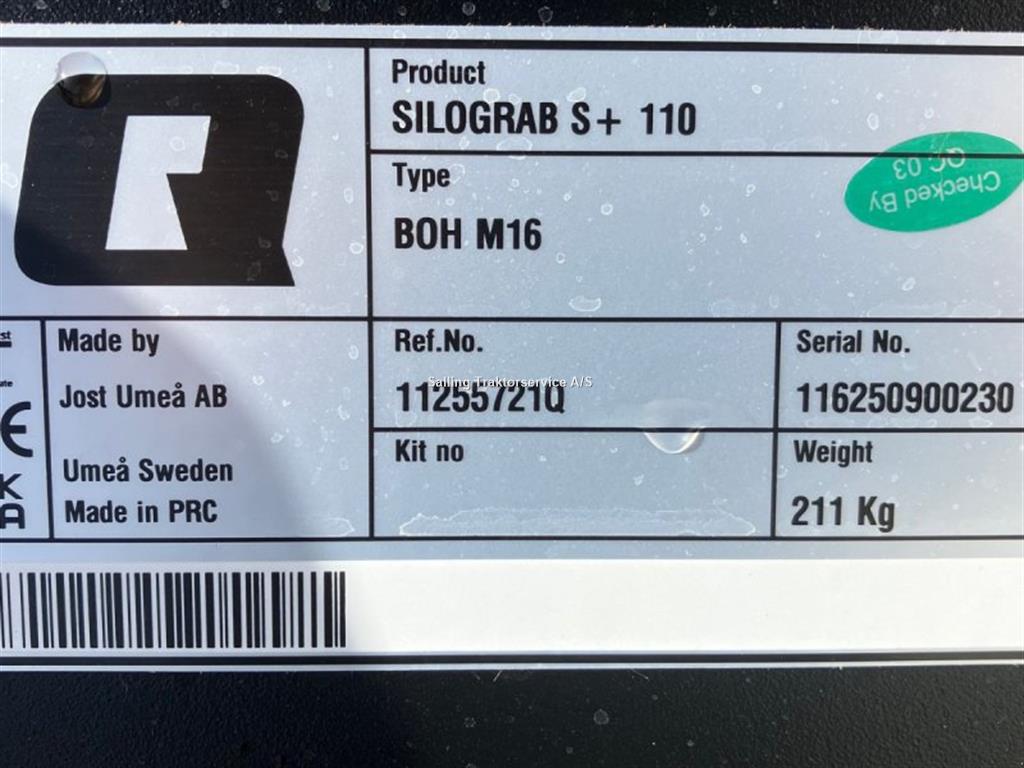 Product
SILOGRAB S+ 110
Type
BOH M16
Checked By
QC 03
Made by
Jost Umeå AB
Umeå Sweden
Made in PRC
Ref.No.
11255721Q
Serial No.
116250900230
Kit no
Weight
211 Kg
CE
Salling Traktorservice A/S